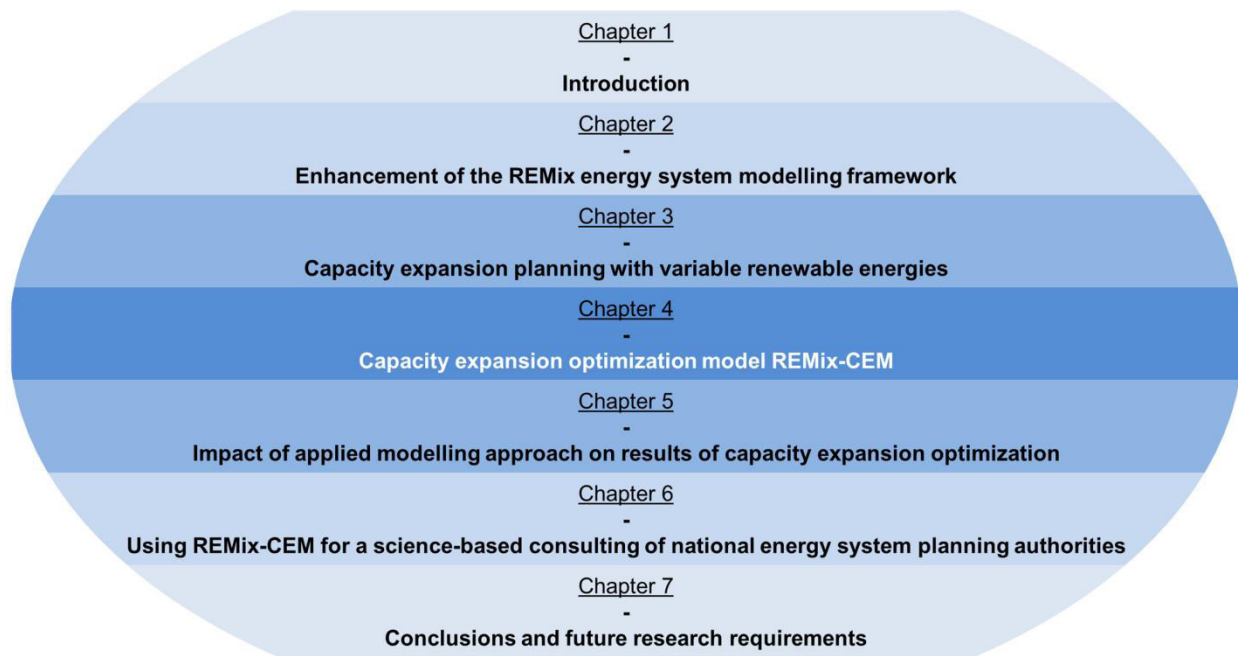 Chapter 1
-
Introduction
Chapter 2
-
Enhancement of the REMix energy system modelling framework
Chapter 3
-
Capacity expansion planning with variable renewable energies
Chapter 4
-
Capacity expansion optimization model REMix-CEM
Chapter 5
-
Impact of applied modelling approach on results of capacity expansion optimization
Chapter 6
-
Using REMix-CEM for a science-based consulting of national energy system planning authorities
Chapter 7
-
Conclusions and future research requirements